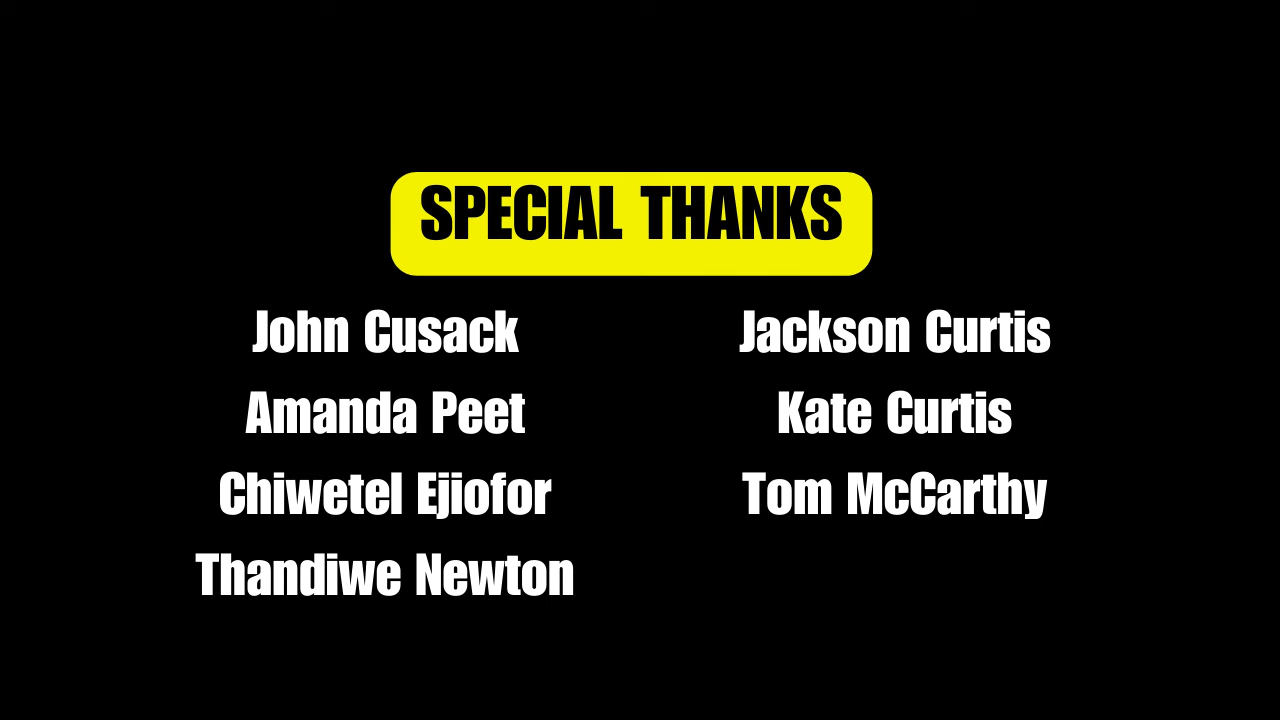 SPECIAL THANKS
John Cusack
Amanda Peet
Chiwetel Ejiofor
Thandiwe Newton
Jackson Curtis
Kate Curtis
Tom McCarthy